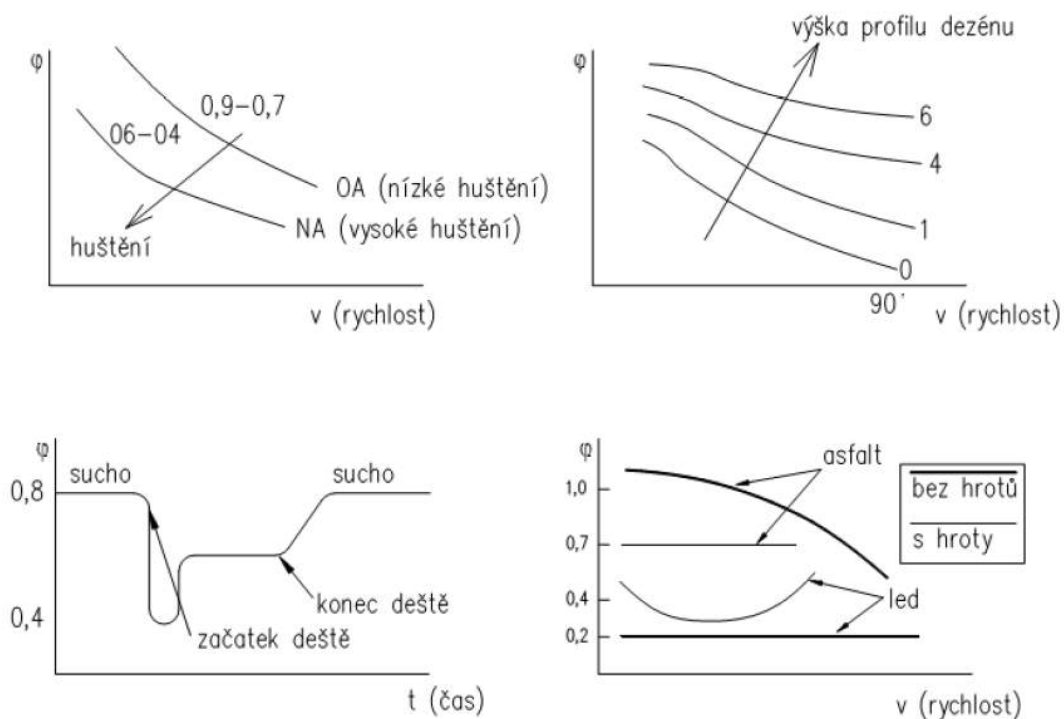 φ
0,9–0,7
06–04
OA (nízké huštění)
NA (vysoké huštění)
huštění
v (rychlost)
výška profilu dezénu
φ
6
4
1
0
90'
v (rychlost)
φ
sucho
sucho
0,8
0,4
konec deště
začatek deště
t (čas)
φ
asfalt
1,0
0,7
0,4
0,2
led
bez hrotů
s hroty
v (rychlost)